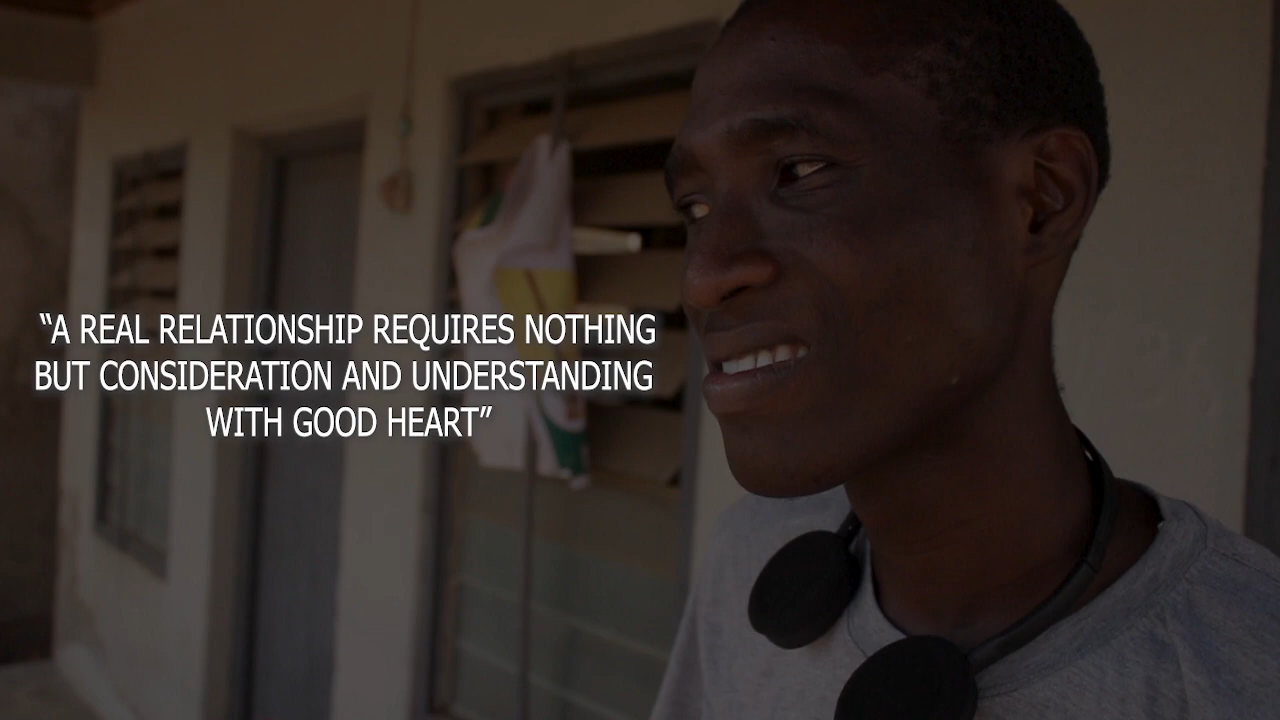 “A REAL RELATIONSHIP REQUIRES NOTHING
BUT CONSIDERATION AND UNDERSTANDING
WITH GOOD HEART”